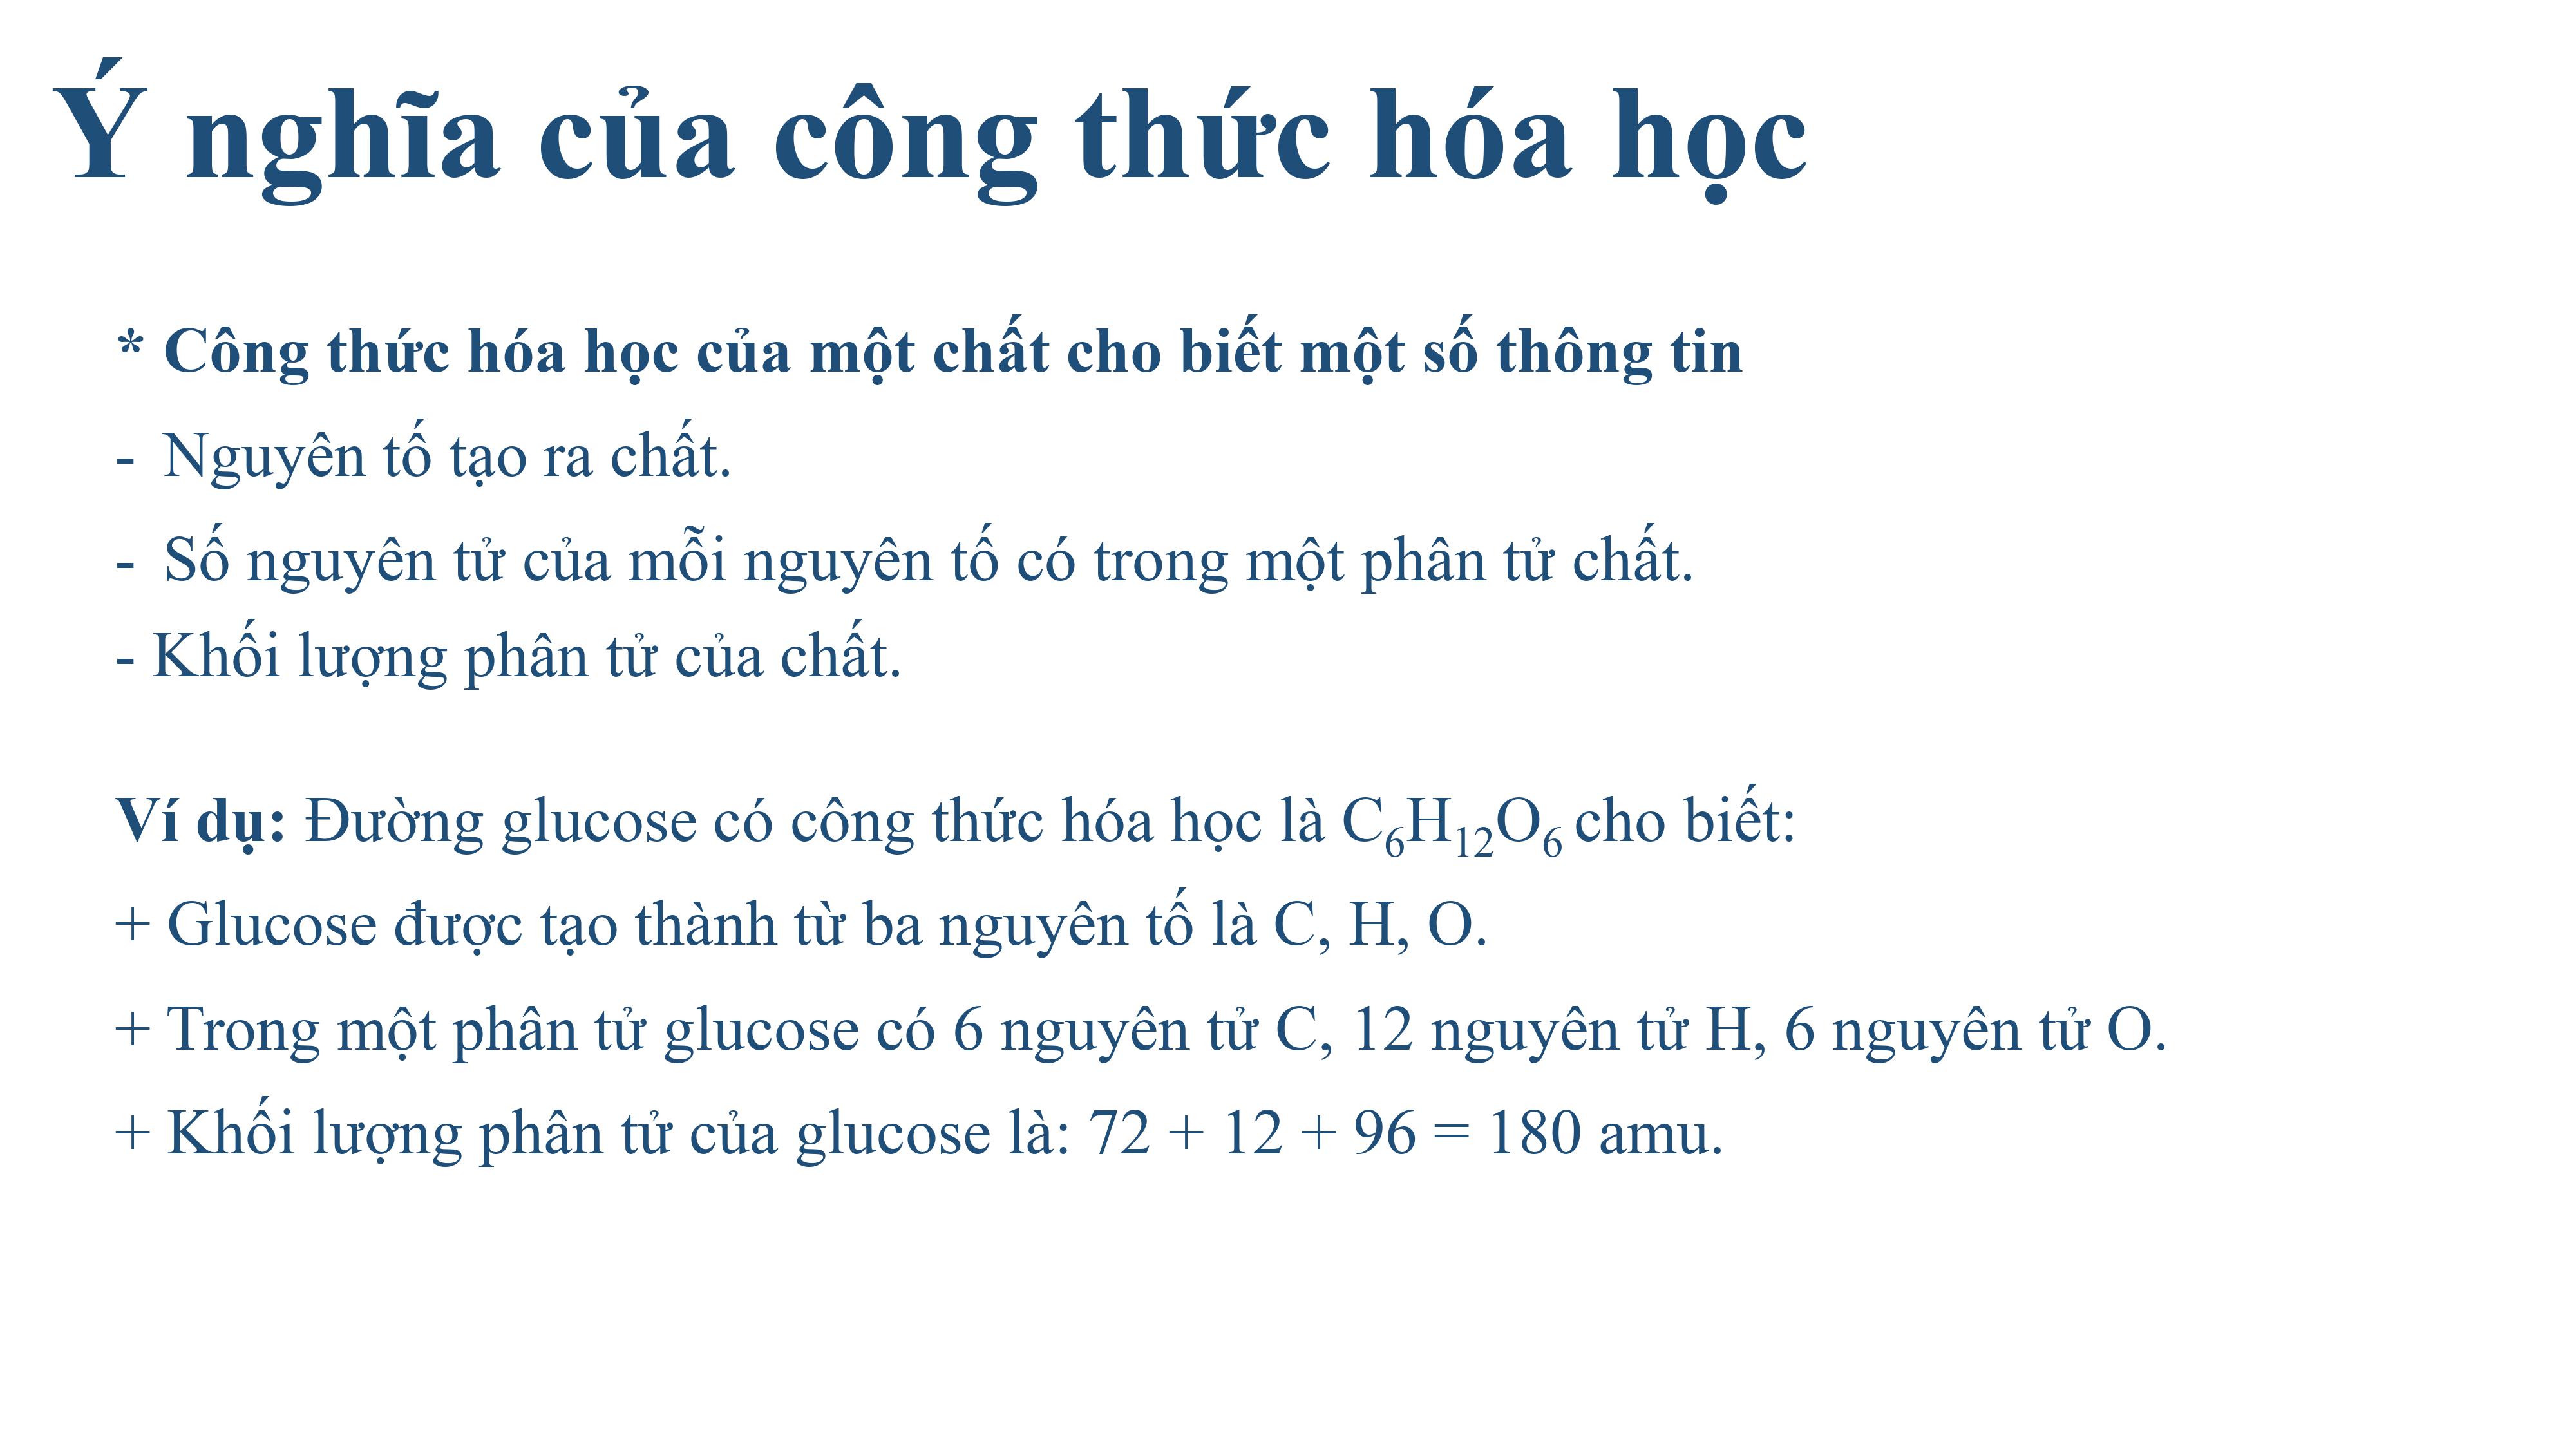 Ý nghĩa của công thức hóa học
* Công thức hóa học của một chất cho biết một số thông tin
- Nguyên tố tạo ra chất.
- Số nguyên tử của mỗi nguyên tố có trong một phân tử chất.
- Khối lượng phân tử của chất.
Ví dụ: Đường glucose có công thức hóa học là C₆H₁₂O₆ cho biết:
+ Glucose được tạo thành từ ba nguyên tố là C, H, O.
+ Trong một phân tử glucose có 6 nguyên tử C, 12 nguyên tử H, 6 nguyên tử O.
+ Khối lượng phân tử của glucose là: 72 + 12 + 96 = 180 amu.